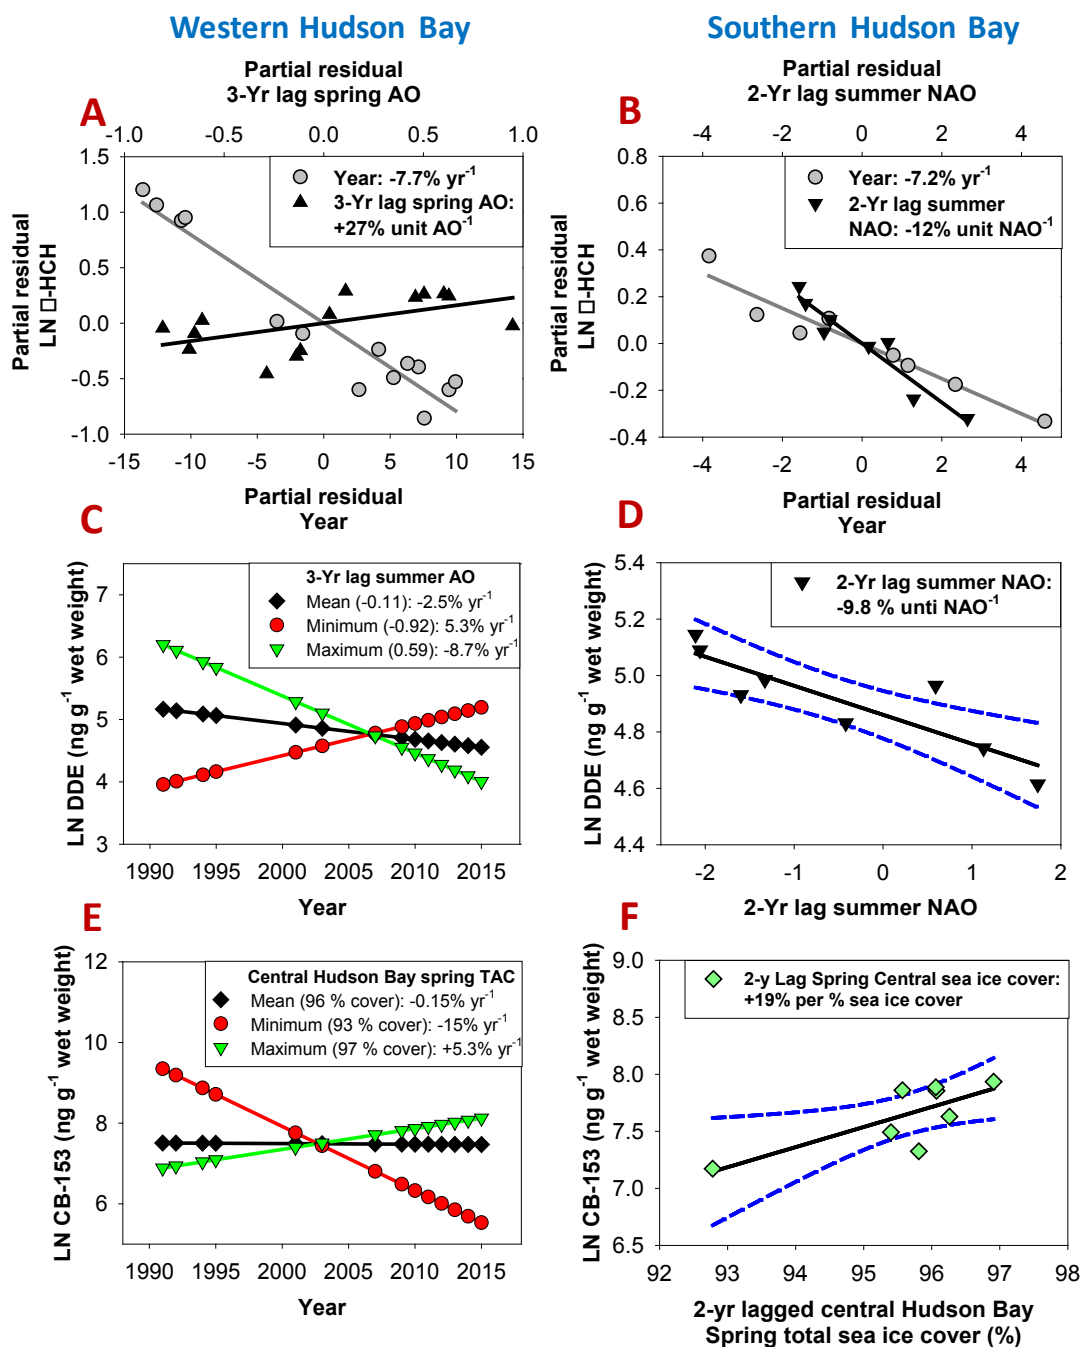 Western Hudson Bay
Southern Hudson Bay
Partial residual
3-Yr lag spring AO
A
-1.0 -0.5 0.0 0.5 1.0
1.5
1.0
0.5
0.0
-0.5
-1.0
Partial residual
LN □-HCH
Year: -7.7% yr-1
3-Yr lag spring AO:
+27% unit AO-1
-15 -10 -5 0 5 10 15
Partial residual
Year
Partial residual
2-Yr lag summer NAO
B
-4 -2 0 2 4
0.8
0.6
0.4
0.2
0.0
-0.2
-0.4
Partial residual
LN □-HCH
Year: -7.2% yr-1
2-Yr lag summer
NAO: -12% unit NAO-1
-4 -2 0 2 4
Partial residual
Year
C
7
6
5
4
3
LN DDE (ng g-1 wet weight)
3-Yr lag summer AO
Mean (-0.11): -2.5% yr-1
Minimum (-0.92): 5.3% yr-1
Maximum (0.59): -8.7% yr-1
1990 1995 2000 2005 2010 2015
Year
D
5.4
5.2
5.0
4.8
4.6
4.4
LN DDE (ng g-1 wet weight)
2-Yr lag summer NAO:
-9.8 % unti NAO-1
-2 -1 0 1 2
2-Yr lag summer NAO
E
12
10
8
6
LN CB-153 (ng g-1 wet weight)
Central Hudson Bay spring TAC
Mean (96 % cover): -0.15% yr-1
Minimum (93 % cover): -15% yr-1
Maximum (97 % cover): +5.3% yr-1
1990 1995 2000 2005 2010 2015
Year
F
9.0
8.5
8.0
7.5
7.0
6.5
LN CB-153 (ng g-1 wet weight)
2-y Lag Spring Central sea ice cover:
+19% per % sea ice cover
92 93 94 95 96 97 98
2-yr lagged central Hudson Bay
Spring total sea ice cover (%)